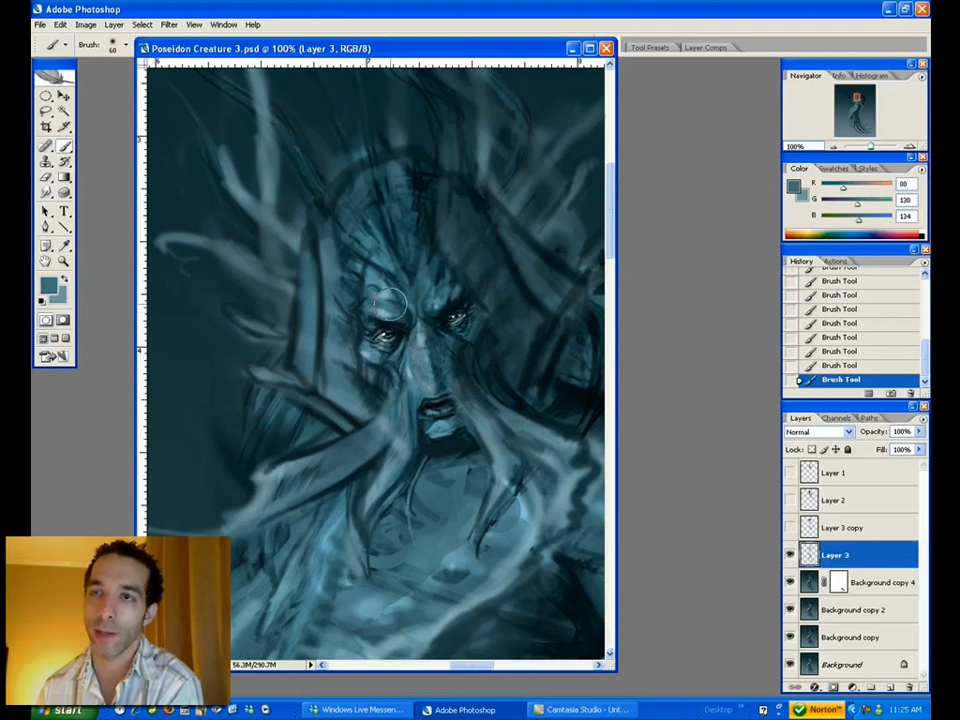 Adobe Photoshop
File Edit Image Layer Select Filter View Window Help
Brush: 60
Tool Presets Layer Comps
Poseidon Creature 3.psd @ 100% (Layer 3, RGB/8)
Navigator Info Histogram
100%
Color Swatches Styles
R 80
G 130
B 134
History Actions
Brush Tool
Brush Tool
Brush Tool
Brush Tool
Brush Tool
Brush Tool
Brush Tool
Brush Tool
Brush Tool
Layers Channels Paths
Normal Opacity: 100%
Lock: Fill: 100%
Layer 1
Layer 2
Layer 3 copy
Layer 3
Background copy 4
Background copy 2
Background copy
Background
56.3M/290.7M
start Windows Live Messen... Adobe Photoshop Camtasia Studio - Unt... Desktop Norton 11:25 AM